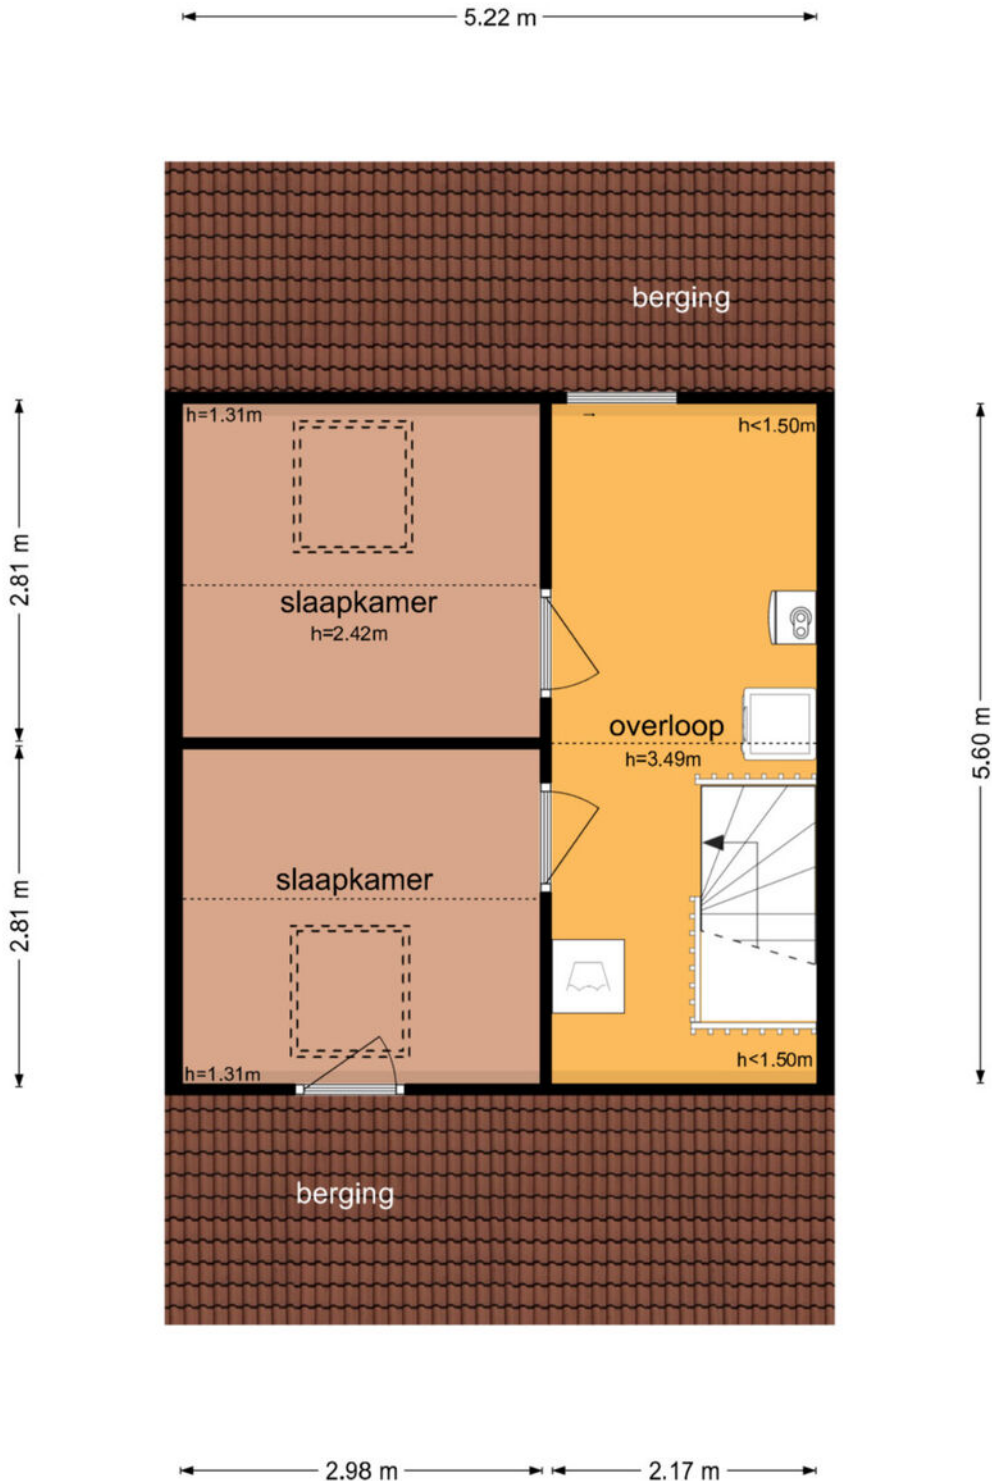 5.22 m
berging
h=1.31m
h<1.50m
2.81 m
slaapkamer
h=2.42m
overloop
h=3.49m
5.60 m
slaapkamer
2.81 m
h=1.31m
h<1.50m
berging
2.98 m
2.17 m